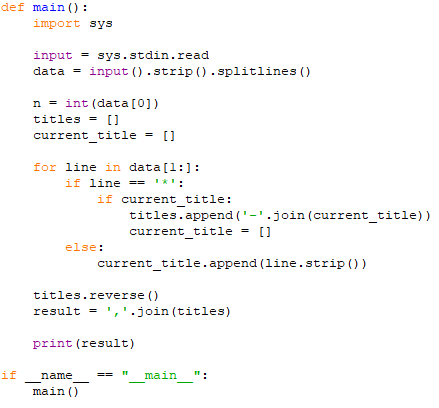 def main():
    import sys

    input = sys.stdin.read
    data = input().strip().splitlines()

    n = int(data[0])
    titles = []
    current_title = []

    for line in data[1:]:
        if line == '*':
            if current_title:
                titles.append('-'.join(current_title))
                current_title = []
        else:
            current_title.append(line.strip())

    titles.reverse()
    result = ','.join(titles)

    print(result)

if __name__ == "__main__":
    main()